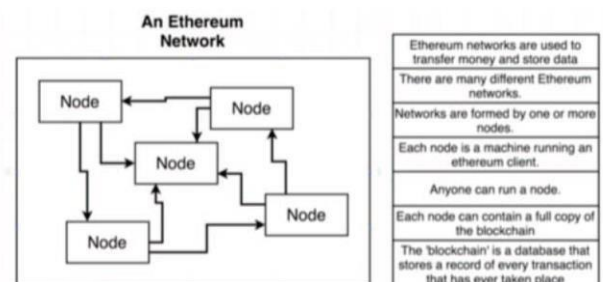 An Ethereum
Network
Node
Node
Node
Node
Node
Ethereum networks are used to
transfer money and store data
There are many different Ethereum
networks.
Networks are formed by one or more
nodes.
Each node is a machine running an
ethereum client.
Anyone can run a node.
Each node can contain a full copy of
the blockchain
The 'blockchain' is a database that
stores a record of every transaction
that has ever taken place